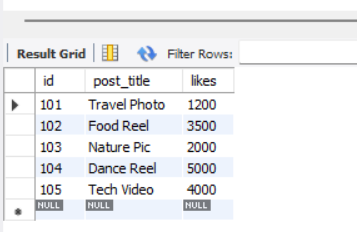 Result Grid Filter Rows:
id post_title likes
101 Travel Photo 1200
102 Food Reel 3500
103 Nature Pic 2000
104 Dance Reel 5000
105 Tech Video 4000
NULL NULL NULL